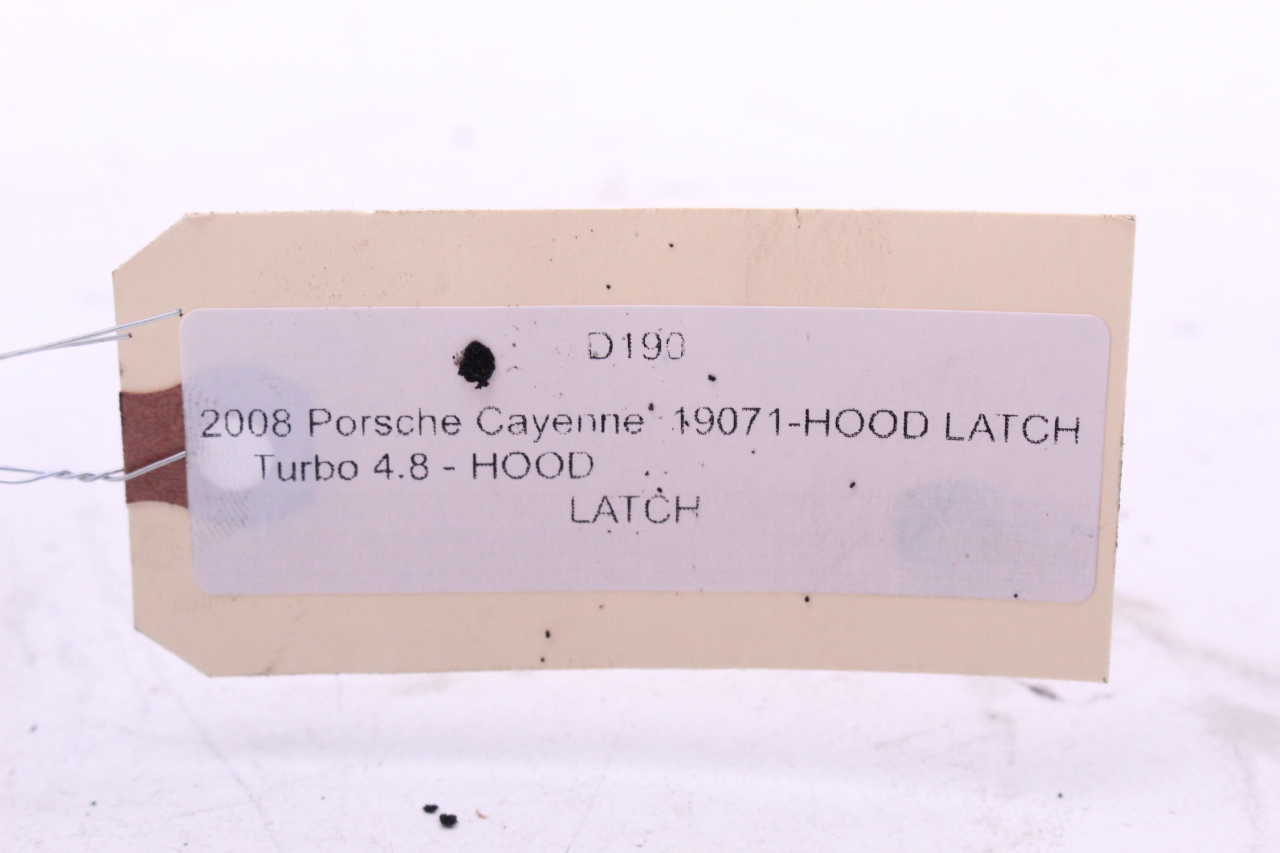 D190
2008 Porsche Cayenne 19071-HOOD LATCH
Turbo 4.8 - HOOD
LATCH